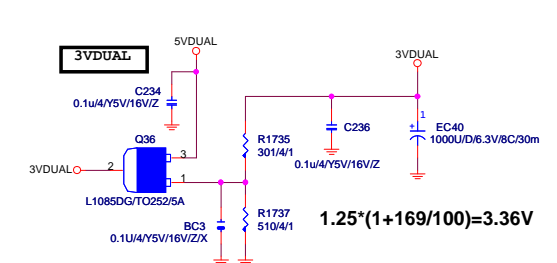 5VDUAL
3VDUAL
3VDUAL
C234
0.1u/4/Y5V/16V/Z
C236
0.1u/4/Y5V/16V/Z
1
+
EC40
1000U/D/6.3V/8C/30m
Q36
R1735
301/4/1
3VDUAL
2
3
1
L1085DG/TO252/5A
BC3
0.1U/4/Y5V/16V/Z/X
R1737
510/4/1
1.25*(1+169/100)=3.36V